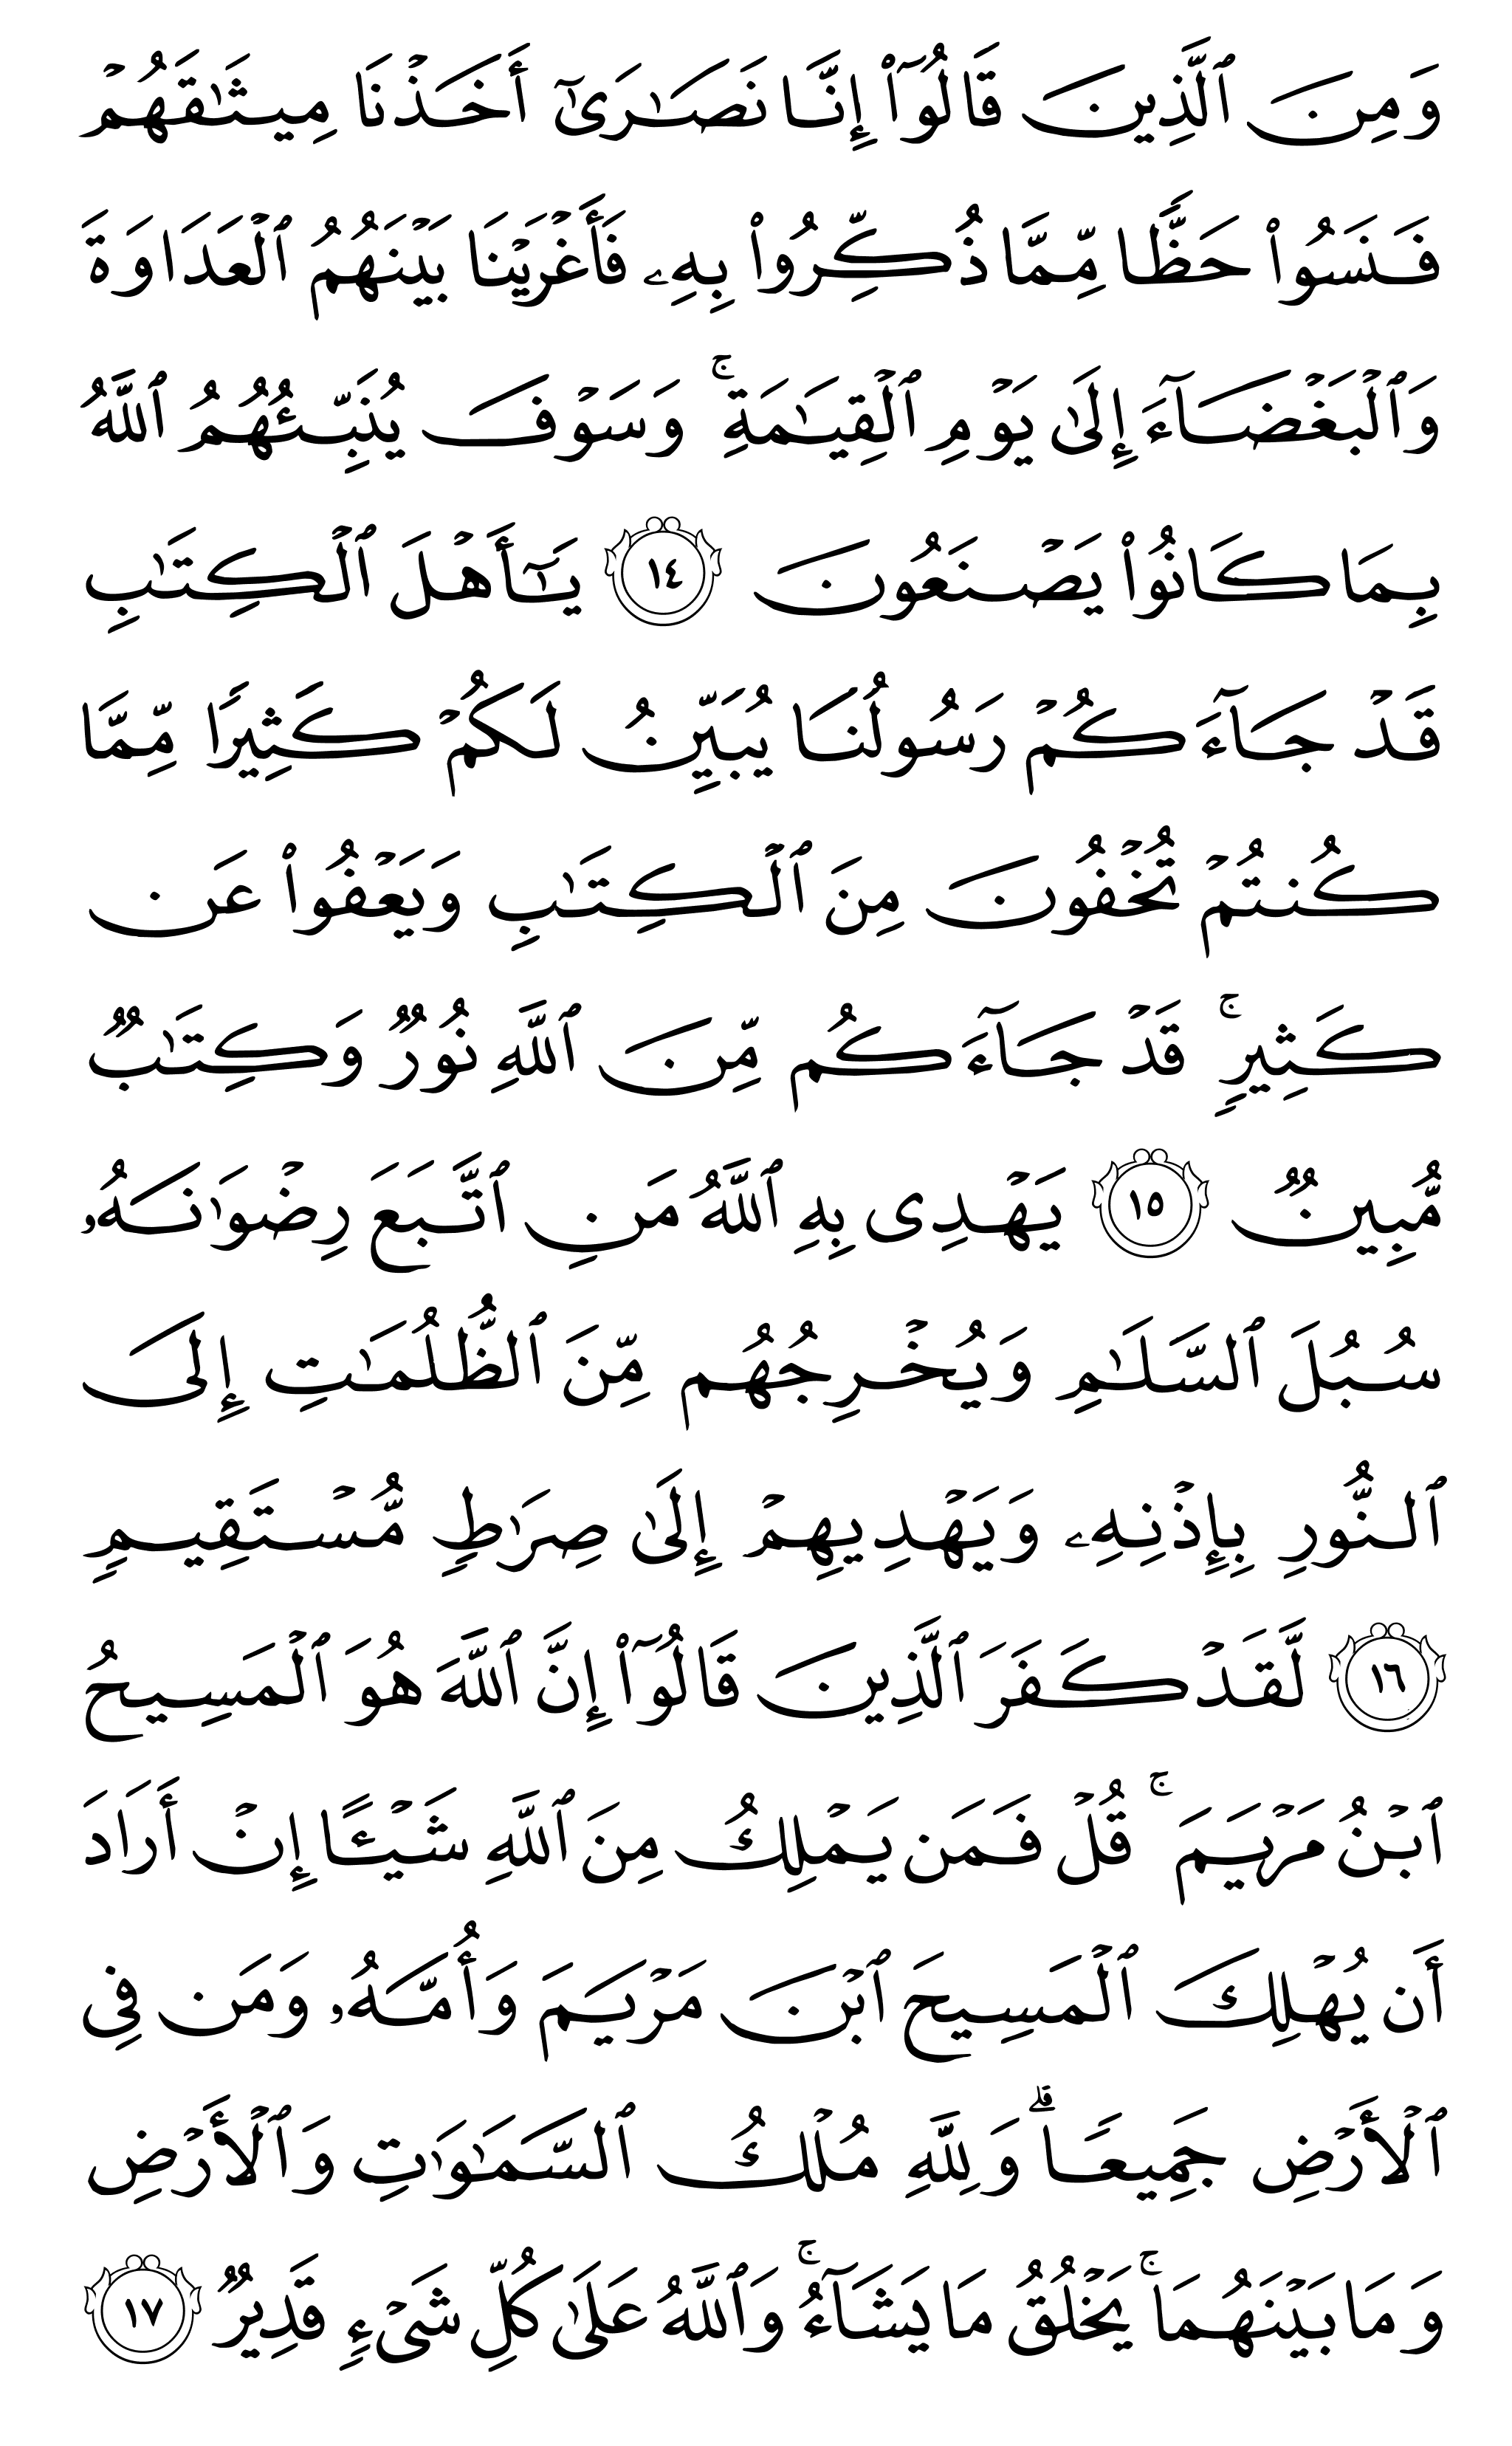 وَمِنَ ٱلَّذِينَ قَالُوٓا۟ إِنَّا نَصَـٰرَىٰٓ أَخَذْنَا مِيثَـٰقَهُمْ
فَنَسُوا۟ حَظًّا مِّمَّا ذُكِّرُوا۟ بِهِۦ فَأَغْرَيْنَا بَيْنَهُمُ ٱلْعَدَاوَةَ
وَٱلْبَغْضَآءَ إِلَىٰ يَوْمِ ٱلْقِيَـٰمَةِ ۚ وَسَوْفَ يُنَبِّئُهُمُ ٱللَّهُ
بِمَا كَانُوا۟ يَصْنَعُونَ ١٤ يَـٰٓأَهْلَ ٱلْكِتَـٰبِ
قَدْ جَآءَكُمْ رَسُولُنَا يُبَيِّنُ لَكُمْ كَثِيرًا مِّمَّا
كُنتُمْ تُخْفُونَ مِنَ ٱلْكِتَـٰبِ وَيَعْفُوا۟ عَن
كَثِيرٍ ۚ قَدْ جَآءَكُم مِّنَ ٱللَّهِ نُورٌ وَكِتَـٰبٌ
مُّبِينٌ ١٥ يَهْدِى بِهِ ٱللَّهُ مَنِ ٱتَّبَعَ رِضْوَٰنَهُۥ
سُبُلَ ٱلسَّلَـٰمِ وَيُخْرِجُهُم مِّنَ ٱلظُّلُمَـٰتِ إِلَى
ٱلنُّورِ بِإِذْنِهِۦ وَيَهْدِيهِمْ إِلَىٰ صِرَٰطٍ مُّسْتَقِيمٍ
١٦ لَّقَدْ كَفَرَ ٱلَّذِينَ قَالُوٓا۟ إِنَّ ٱللَّهَ هُوَ ٱلْمَسِيحُ
ٱبْنُ مَرْيَمَ ۚ قُلْ فَمَن يَمْلِكُ مِنَ ٱللَّهِ شَيْـًٔا إِنْ أَرَادَ
أَن يُهْلِكَ ٱلْمَسِيحَ ٱبْنَ مَرْيَمَ وَأُمَّهُۥ وَمَن فِى
ٱلْأَرْضِ جَمِيعًا ۗ وَلِلَّهِ مُلْكُ ٱلسَّمَـٰوَٰتِ وَٱلْأَرْضِ
وَمَا بَيْنَهُمَا ۚ يَخْلُقُ مَا يَشَآءُ ۚ وَٱللَّهُ عَلَىٰ كُلِّ شَىْءٍ قَدِيرٌ ١٧